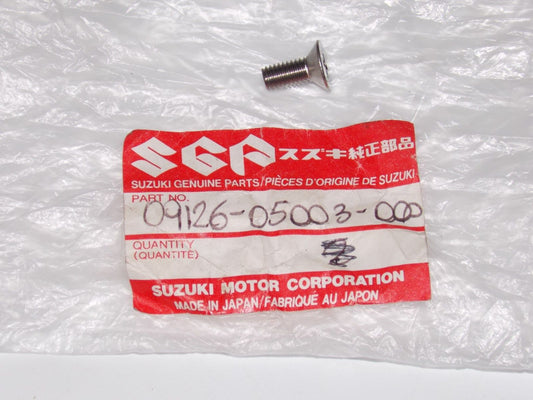 SGP スズキ純正部品
SUZUKI GENUINE PARTS/PIÈCES D'ORIGINE DE SUZUKI
PART NO.
09126-05003-000
QUANTITY
(QUANTITÉ)
SUZUKI MOTOR CORPORATION
MADE IN JAPAN/FABRIQUE AU JAPON